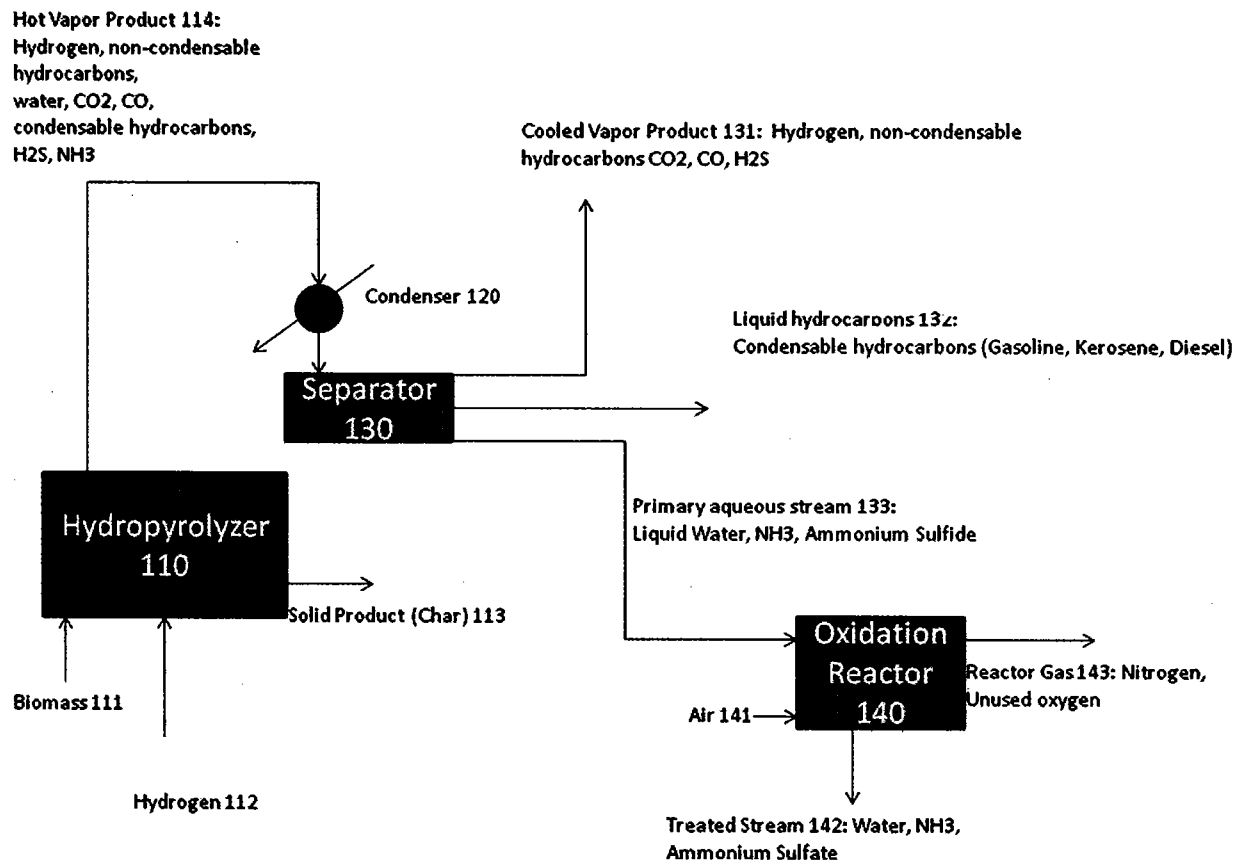 Hot Vapor Product 114:
Hydrogen, non-condensable
hydrocarbons,
water, CO2, CO,
condensable hydrocarbons,
H2S, NH3
Cooled Vapor Product 131: Hydrogen, non-condensable
hydrocarbons CO2, CO, H2S
Condenser 120
Liquid hydrocarbons 132:
Condensable hydrocarbons (Gasoline, Kerosene, Diesel)
Separator
130
Hydropyrolyzer
110
Primary aqueous stream 133:
Liquid Water, NH3, Ammonium Sulfide
Solid Product (Char) 113
Oxidation
Reactor
140
Reactor Gas 143: Nitrogen,
Unused oxygen
Biomass 111
Air 141
Hydrogen 112
Treated Stream 142: Water, NH3,
Ammonium Sulfate